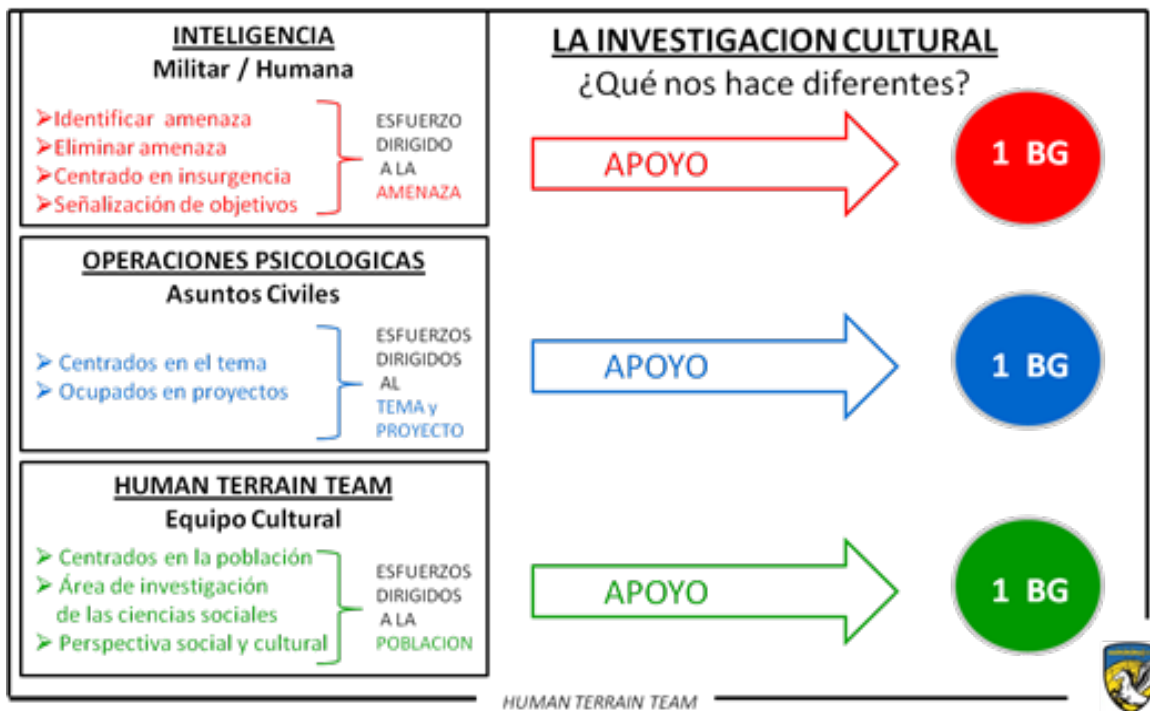 INTELIGENCIA
Militar / Humana
➢Identificar amenaza
➢Eliminar amenaza
➢Centrado en insurgencia
➢Señalización de objetivos
ESFUERZO
DIRIGIDO
A LA
AMENAZA
LA INVESTIGACION CULTURAL
¿Qué nos hace diferentes?
APOYO
1 BG
OPERACIONES PSICOLOGICAS
Asuntos Civiles
➢ Centrados en el tema
➢ Ocupados en proyectos
ESFUERZOS
DIRIGIDOS
AL
TEMA y
PROYECTO
APOYO
1 BG
HUMAN TERRAIN TEAM
Equipo Cultural
➢ Centrados en la población
➢ Área de investigación
de las ciencias sociales
➢ Perspectiva social y cultural
ESFUERZOS
DIRIGIDOS
A LA
POBLACION
APOYO
1 BG
HUMAN TERRAIN TEAM